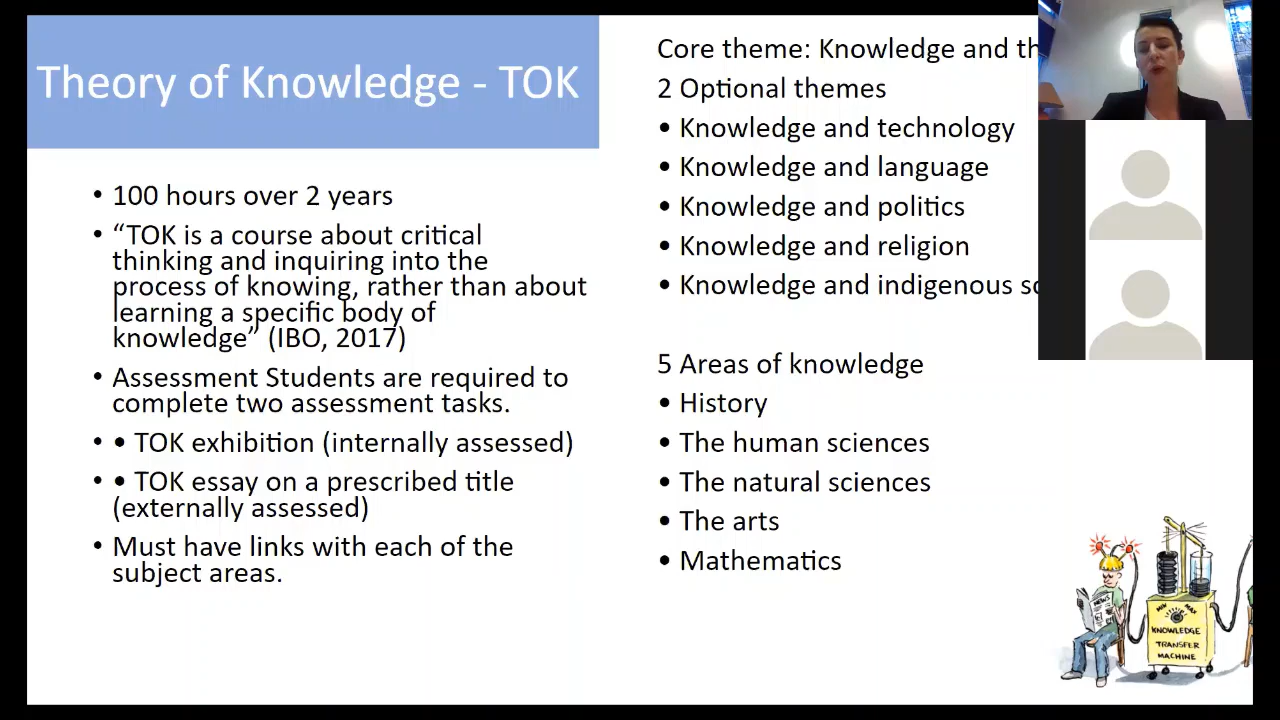 Theory of Knowledge - TOK
• 100 hours over 2 years
• “TOK is a course about critical
thinking and inquiring into the
process of knowing, rather than about
learning a specific body of
knowledge” (IBO, 2017)
• Assessment Students are required to
complete two assessment tasks.
• • TOK exhibition (internally assessed)
• • TOK essay on a prescribed title
(externally assessed)
• Must have links with each of the
subject areas.
Core theme: Knowledge and th
2 Optional themes
• Knowledge and technology
• Knowledge and language
• Knowledge and politics
• Knowledge and religion
• Knowledge and indigenous so
5 Areas of knowledge
• History
• The human sciences
• The natural sciences
• The arts
• Mathematics
NEWS
MIN MAX
KNOWLEDGE
TRANSFER
MACHINE